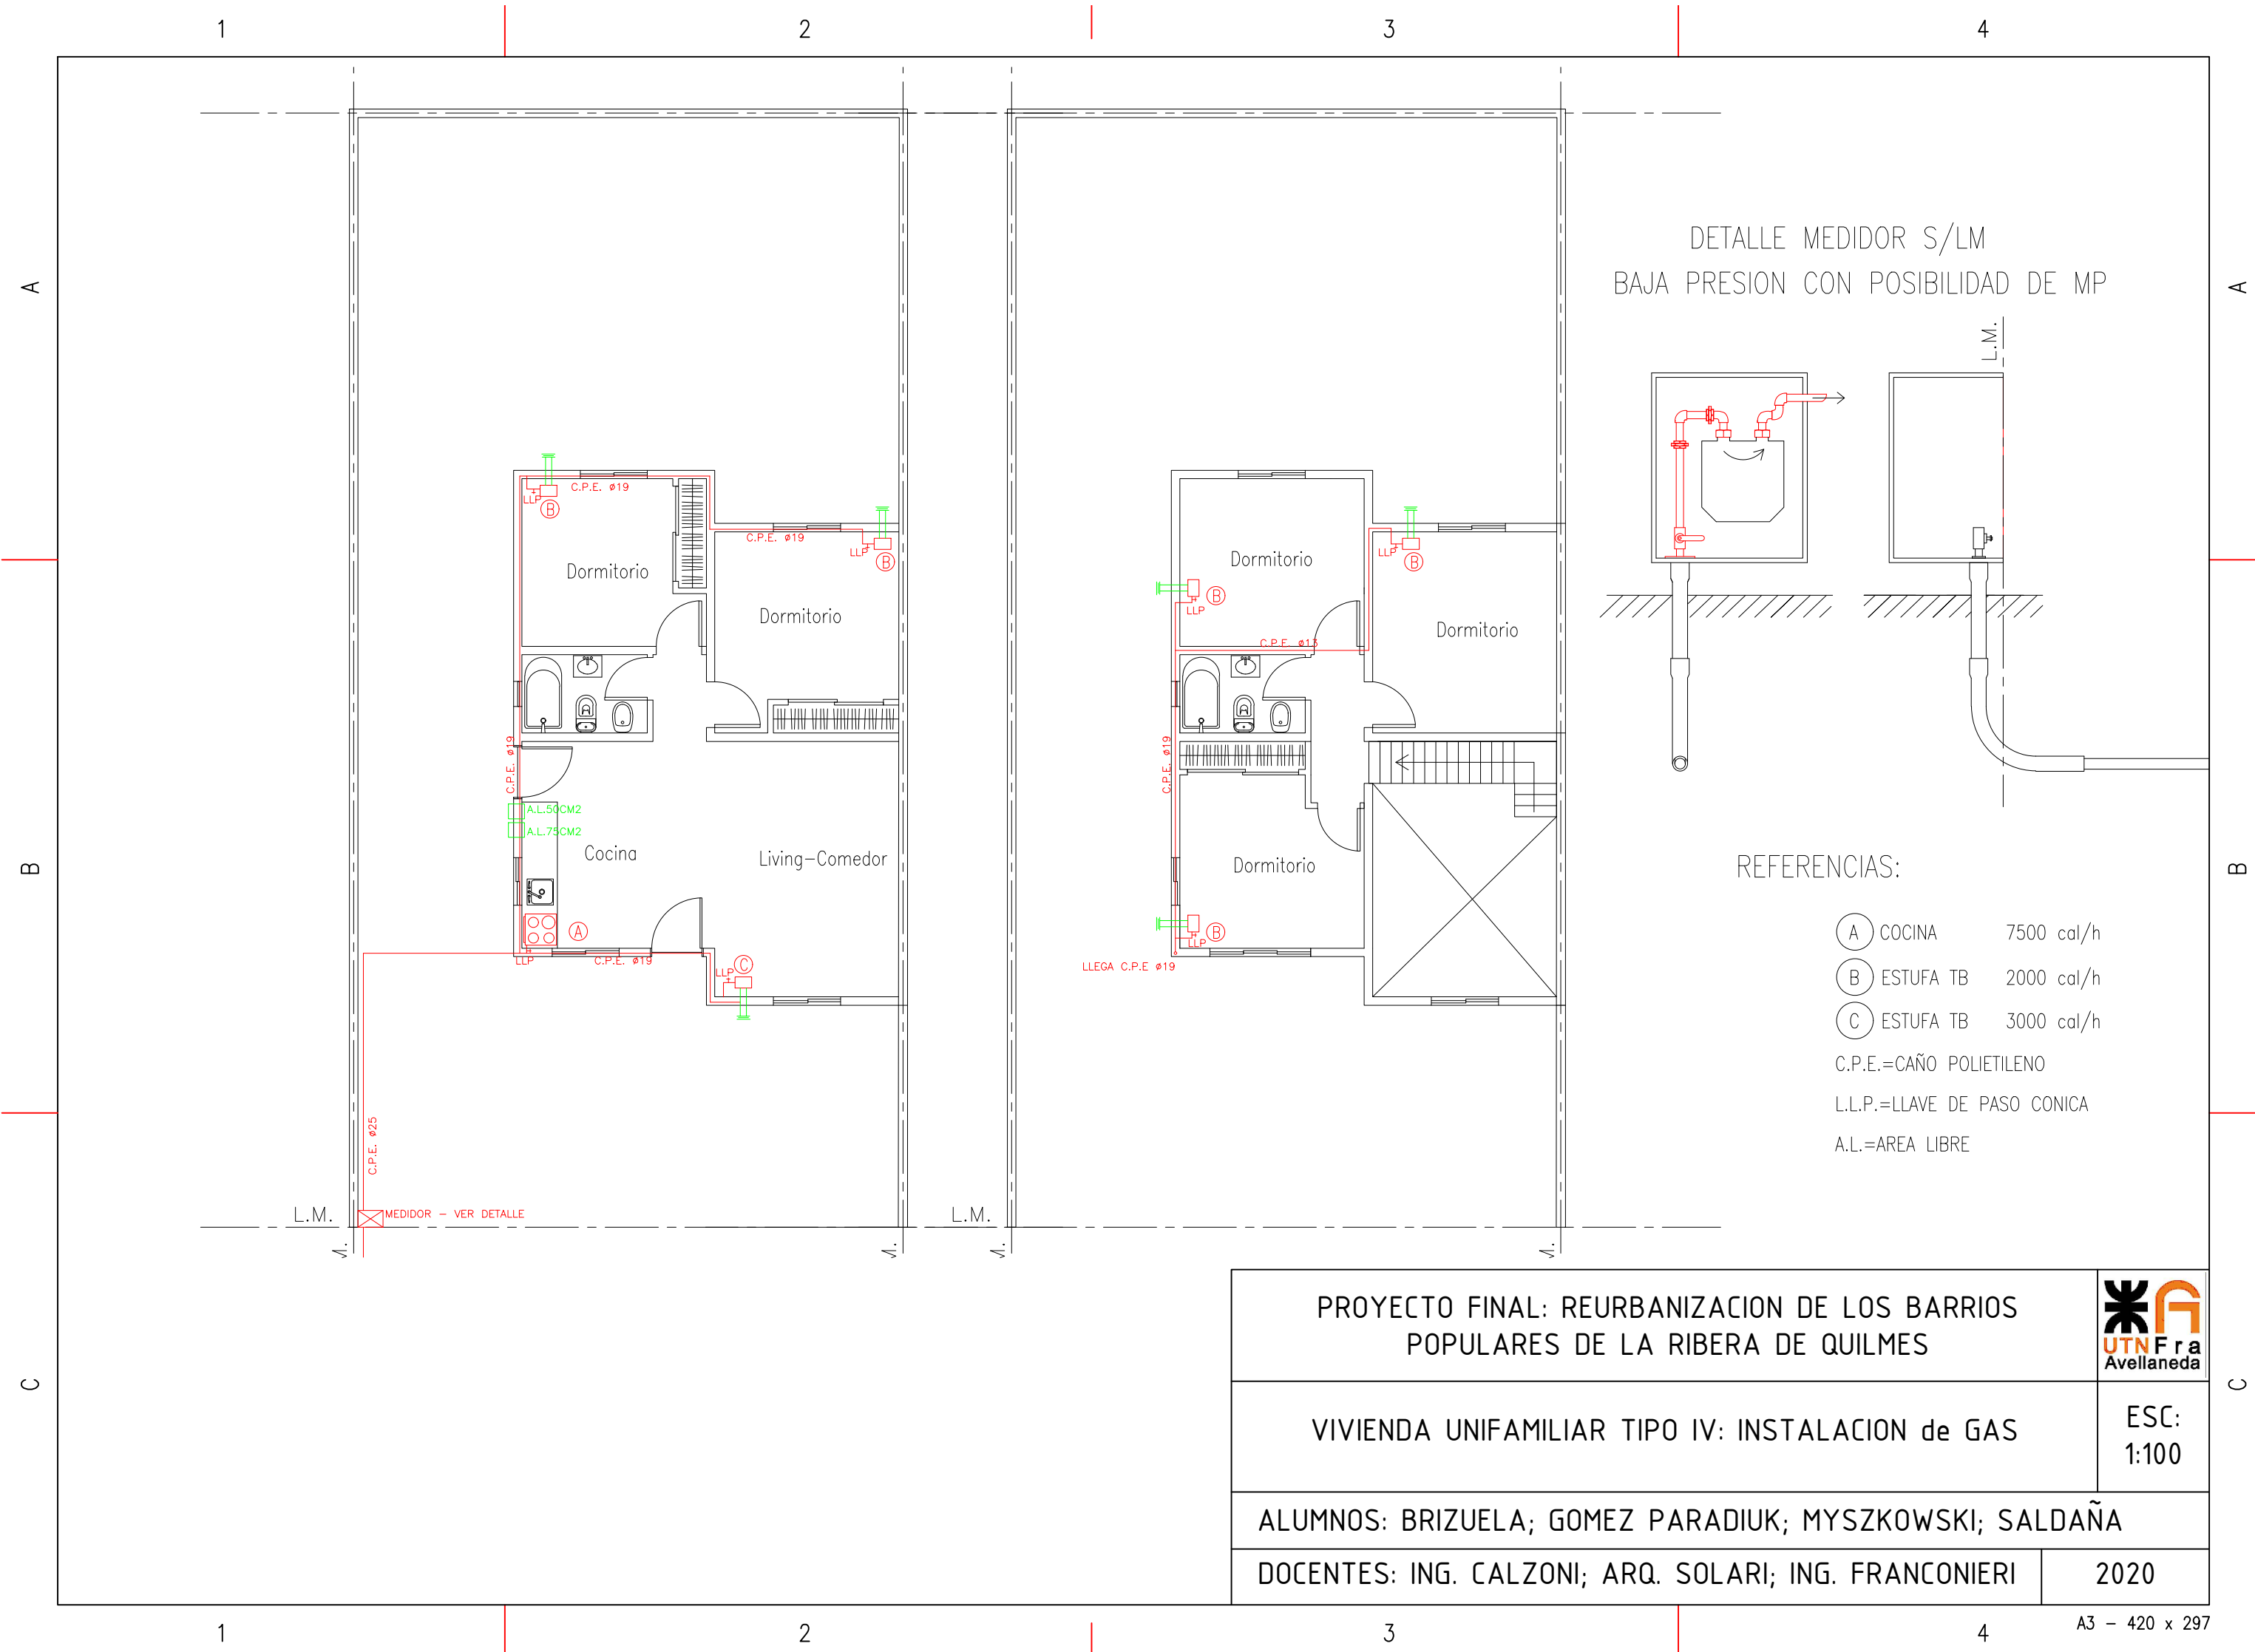 1
2
3
4
A
A
DETALLE MEDIDOR S/LM
BAJA PRESION CON POSIBILIDAD DE MP
L.M.
C.P.E. ø19
LLP
B
C.P.E. ø19
LLP
B
Dormitorio
Dormitorio
C.P.E. ø19
A.L.50CM2
A.L.75CM2
Cocina
Living-Comedor
A
LLP
C.P.E. ø19
LLP
C
C.P.E. ø25
L.M.
MEDIDOR - VER DETALLE
LLP
B
Dormitorio
B
LLP
Dormitorio
C.P.E. ø13
C.P.E. ø19
Dormitorio
B
LLP
LLEGA C.P.E ø19
L.M.
B
B
REFERENCIAS:
A COCINA 7500 cal/h
B ESTUFA TB 2000 cal/h
C ESTUFA TB 3000 cal/h
C.P.E.=CAÑO POLIETILENO
L.L.P.=LLAVE DE PASO CONICA
A.L.=AREA LIBRE
C
C
PROYECTO FINAL: REURBANIZACION DE LOS BARRIOS
POPULARES DE LA RIBERA DE QUILMES
UTN Fra
Avellaneda
VIVIENDA UNIFAMILIAR TIPO IV: INSTALACION de GAS
ESC:
1:100
ALUMNOS: BRIZUELA; GOMEZ PARADIUK; MYSZKOWSKI; SALDAÑA
DOCENTES: ING. CALZONI; ARQ. SOLARI; ING. FRANCONIERI
2020
A3 - 420 x 297
1
2
3
4